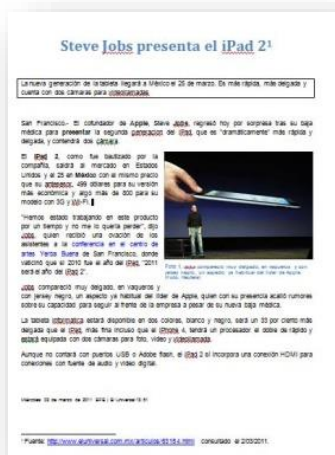 Steve Jobs presenta el iPad 2¹
La nueva generación de la tableta llegará a México el 25 de marzo. Es más rápida, más delgada y
cuenta con dos cámaras para videollamadas.
San Francisco.- El cofundador de Apple, Steve Jobs, regresó hoy por sorpresa tras su baja
médica para presentar la segunda generación del iPad, que es "dramáticamente" más rápida y
delgada, y contendrá dos cámara.
El iPad 2, como fue bautizado por la
compañía, saldrá al mercado en Estados
Unidos y el 25 en México con el mismo precio
que su antecesor, 499 dólares para su versión
más económica y algo más de 800 para su
modelo con 3G y Wi-Fi.
"Hemos estado trabajando en este producto
por un tiempo y no me lo quería perder", dijo
Jobs, quien recibió una ovación de los
asistentes a la conferencia en el centro de
artes Yerba Buena de San Francisco, donde
vaticinó que el 2010 fue el año del iPad, "2011
será el año del iPad 2".
Jobs compareció muy delgado, en vaqueros y
con jersey negro, un aspecto ya habitual del líder de Apple, quien con su presencia acalló rumores
sobre su capacidad para seguir al frente de la empresa a pesar de su nueva baja médica.
La tableta informática estará disponible en dos colores, blanco y negro, será un 33 por ciento más
delgada que el iPad, más fina incluso que el iPhone 4, tendrá un procesador el doble de rápido y
estará equipada con dos cámaras para foto, vídeo y videollamada.
Aunque no contará con puertos USB o Adobe flash, el iPad 2 sí incorpora una conexión HDMI para
conexiones con fuente de audio y video digital.
Miércoles 02 de marzo de 2011 EFE | El Universal
¹ Fuente: consultado el 2/03/2011.